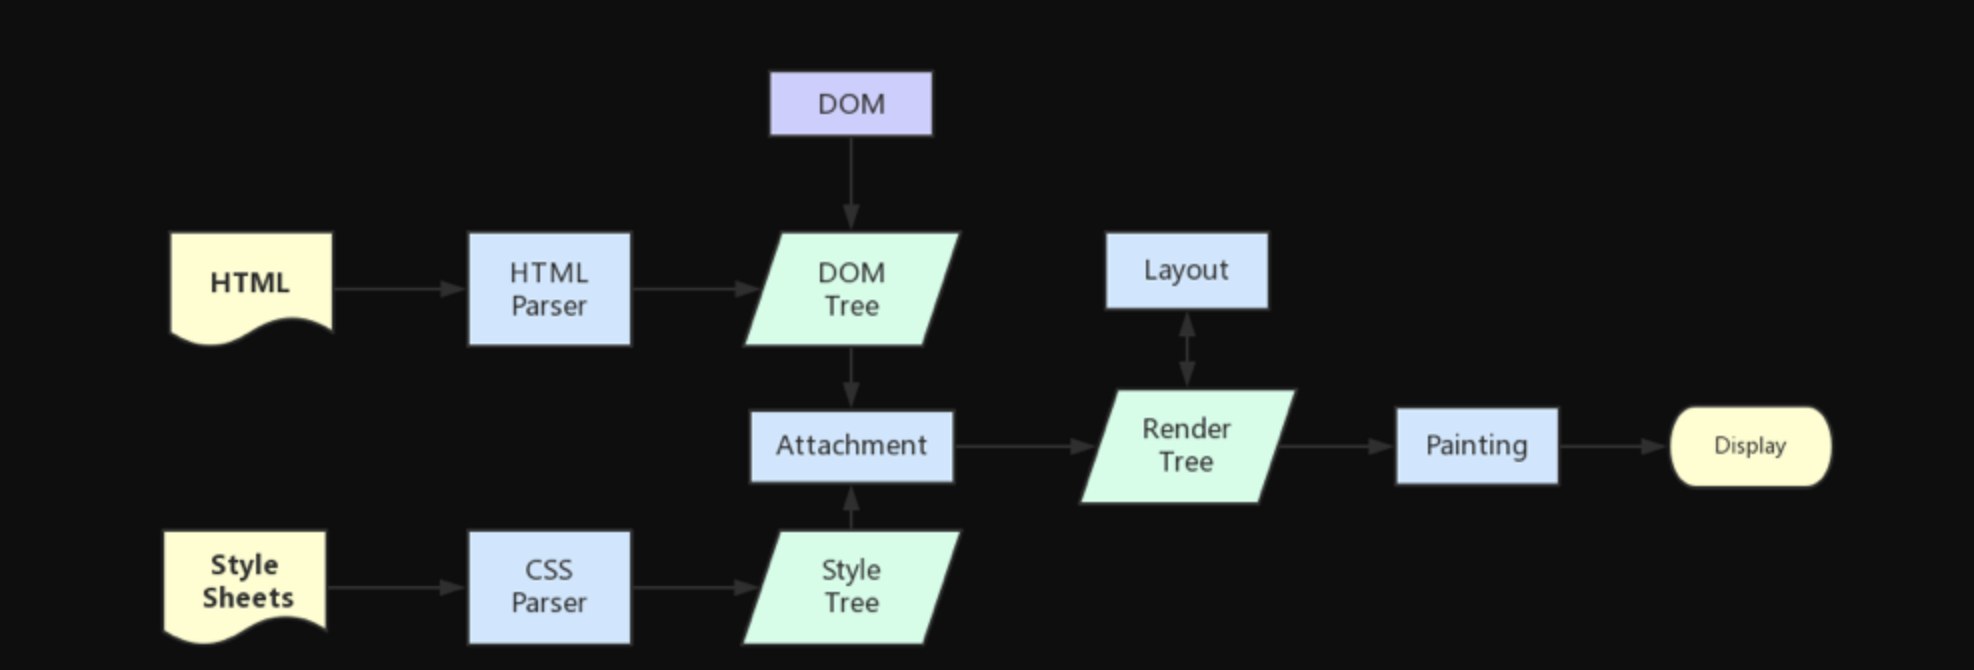 DOM
HTML
HTML
Parser
DOM
Tree
Layout
Attachment
Render
Tree
Painting
Display
Style
Sheets
CSS
Parser
Style
Tree